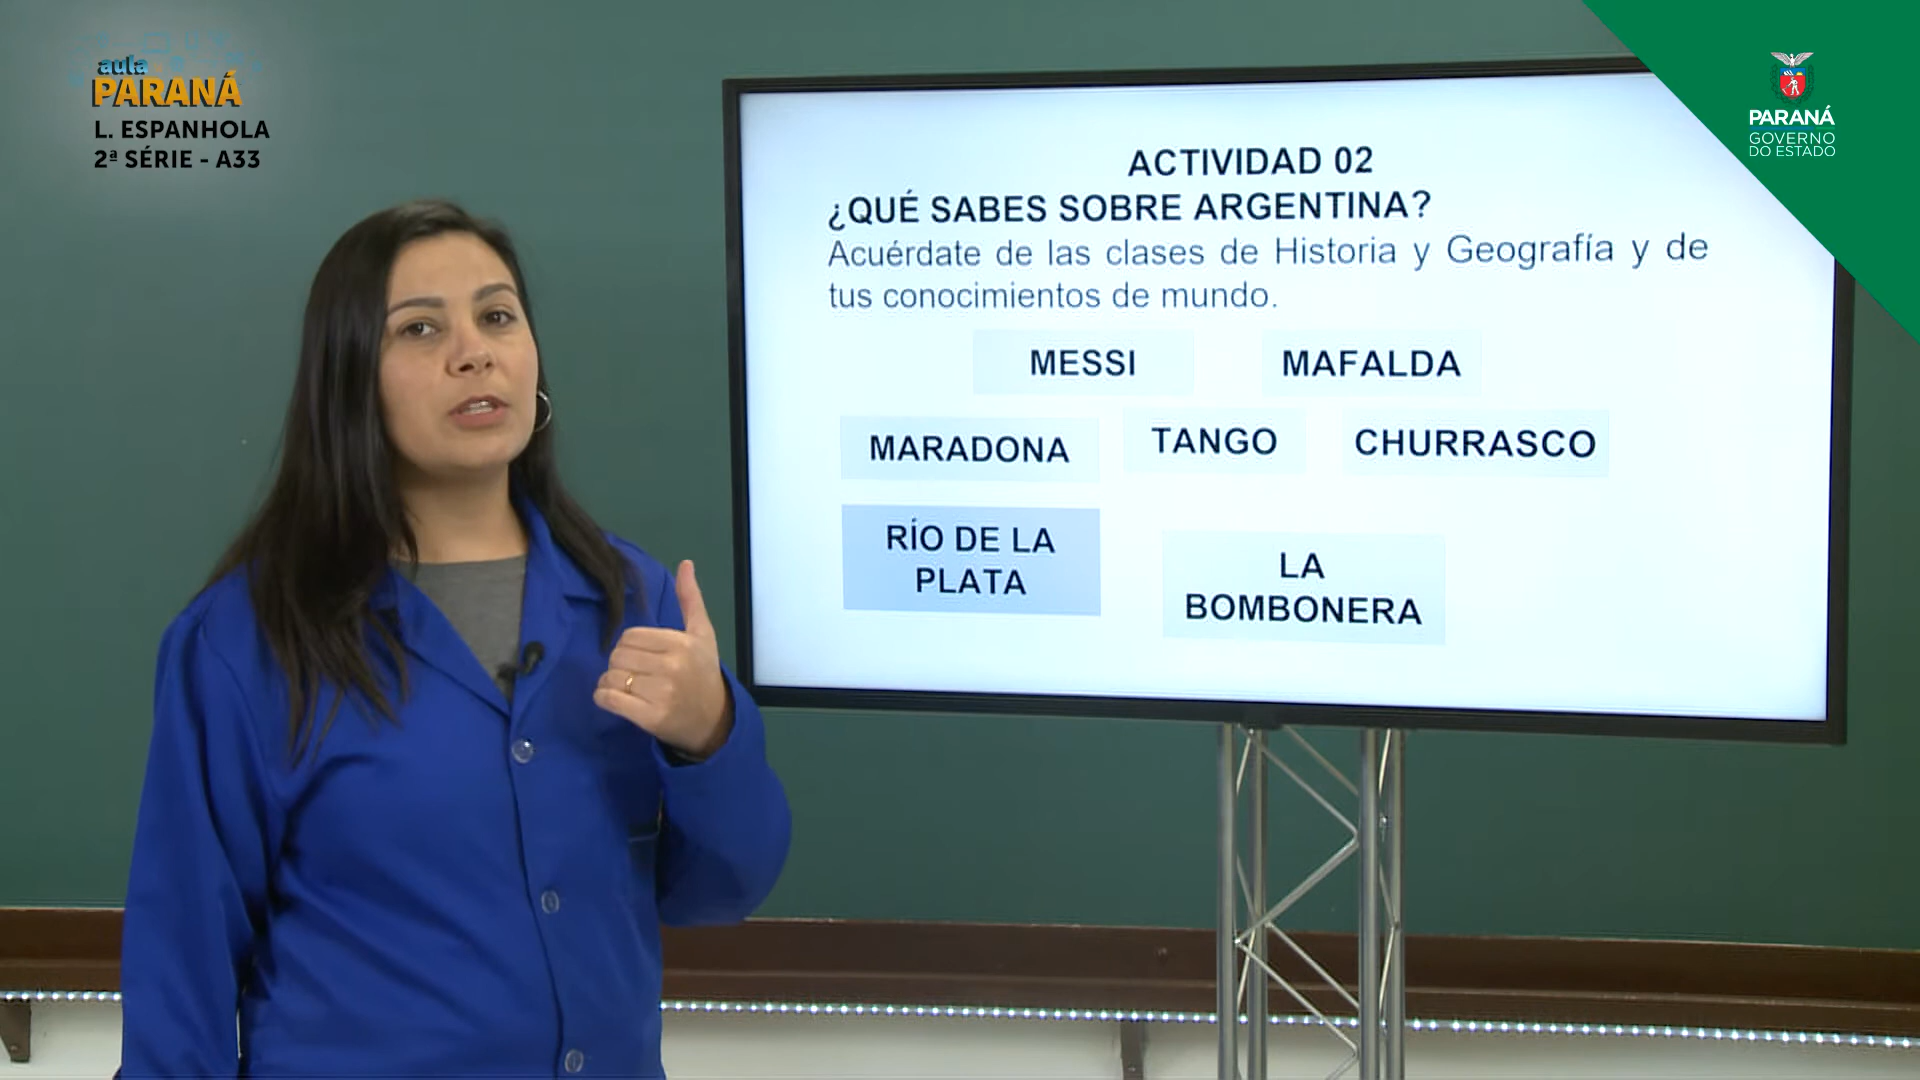 aula
PARANÁ
L. ESPANHOLA
2ª SÉRIE - A33
PARANÁ
GOVERNO
DO ESTADO
ACTIVIDAD 02
¿QUÉ SABES SOBRE ARGENTINA?
Acuérdate de las clases de Historia y Geografía y de
tus conocimientos de mundo.
MESSI
MAFALDA
MARADONA
TANGO
CHURRASCO
RÍO DE LA
PLATA
LA
BOMBONERA